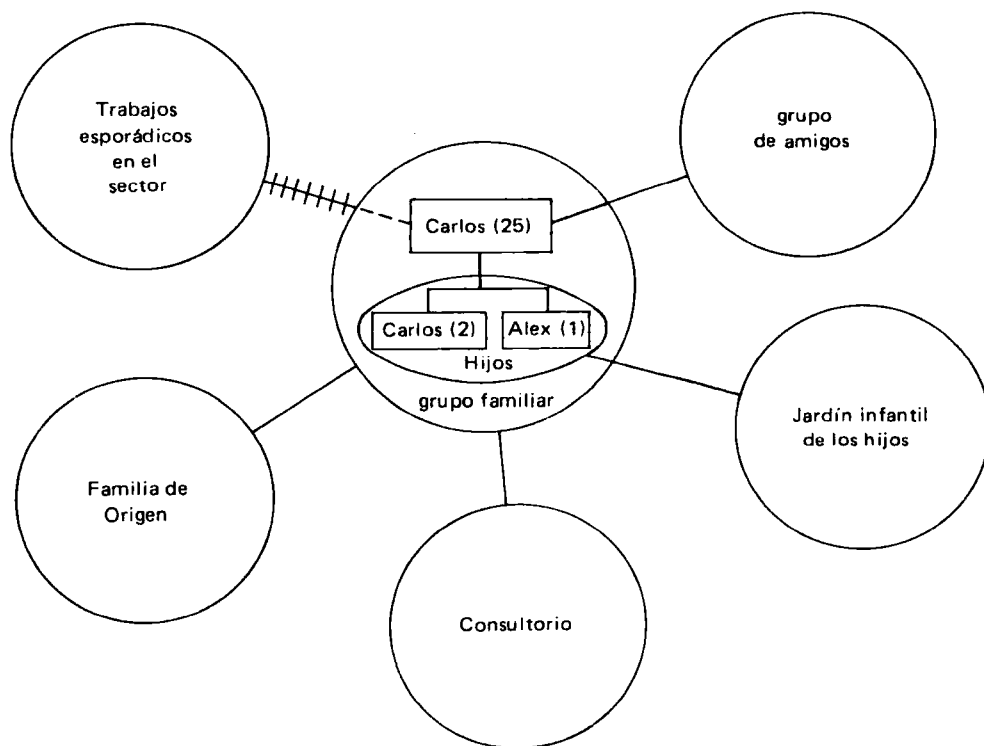 Trabajos
esporádicos
en el
sector
grupo
de amigos
Carlos (25)
Carlos (2)
Alex (1)
Hijos
grupo familiar
Jardín infantil
de los hijos
Familia de
Origen
Consultorio